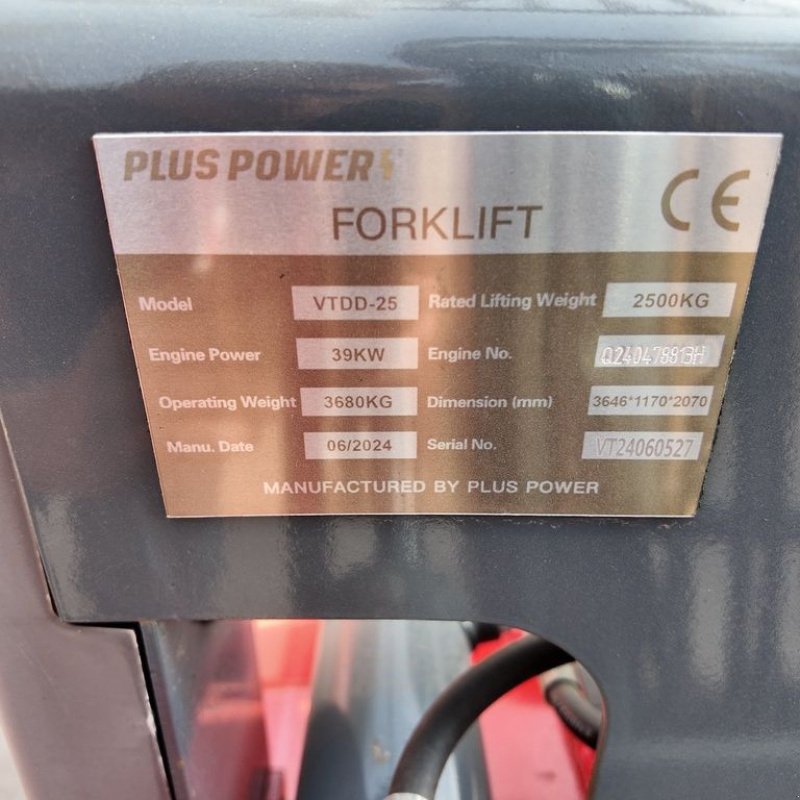 PLUS POWER
FORKLIFT
CE
Model VTDD-25 Rated Lifting Weight 2500KG
Engine Power 39KW Engine No. Q24047881BH
Operating Weight 3680KG Dimension (mm) 3646*1170*2070
Manu. Date 06/2024 Serial No. VT24060527
MANUFACTURED BY PLUS POWER